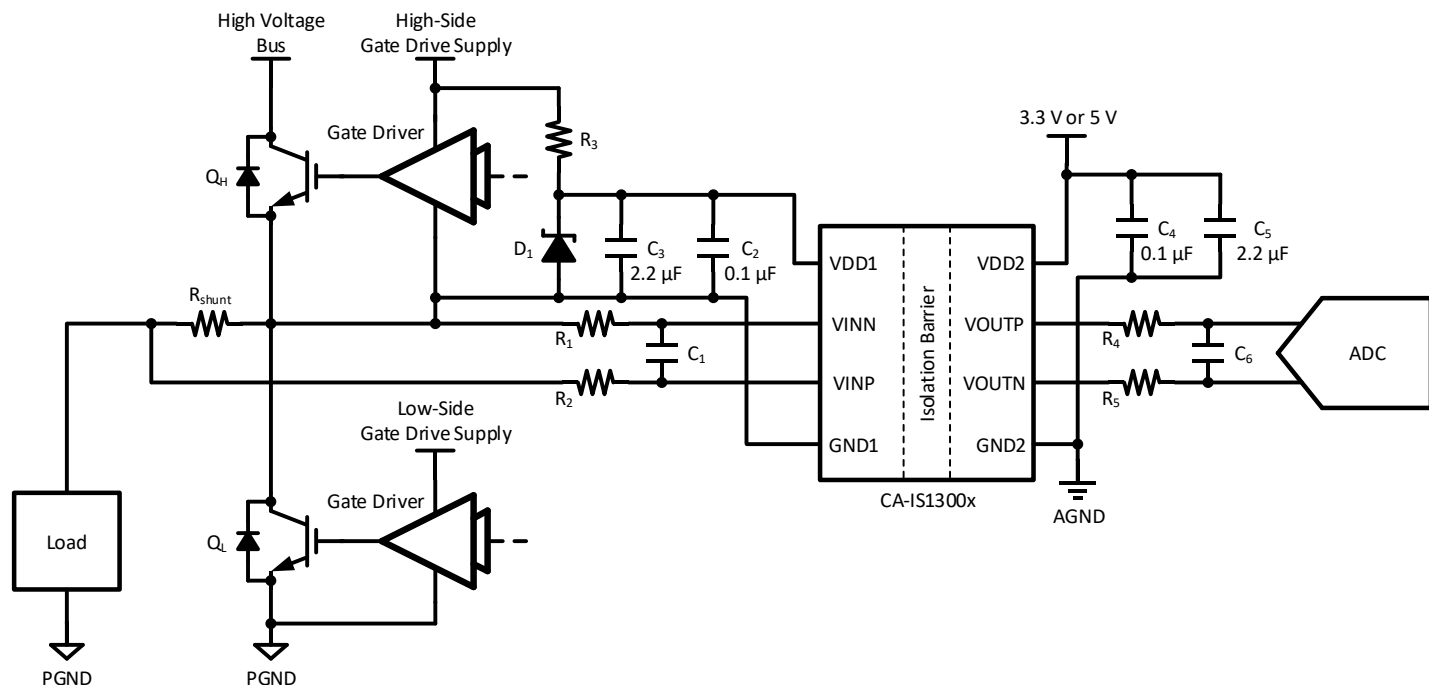 High Voltage
Bus
High-Side
Gate Drive Supply
3.3 V or 5 V
Gate Driver
R3
QH
C4
0.1 µF
C5
2.2 µF
D1
C3
2.2 µF
C2
0.1 µF
VDD1
VDD2
Rshunt
R1
C1
VINN
VOUTP
R4
C6
ADC
Isolation Barrier
R2
VINP
VOUTN
R5
Low-Side
Gate Drive Supply
GND1
GND2
CA-IS1300x
AGND
Gate Driver
Load
QL
PGND
PGND